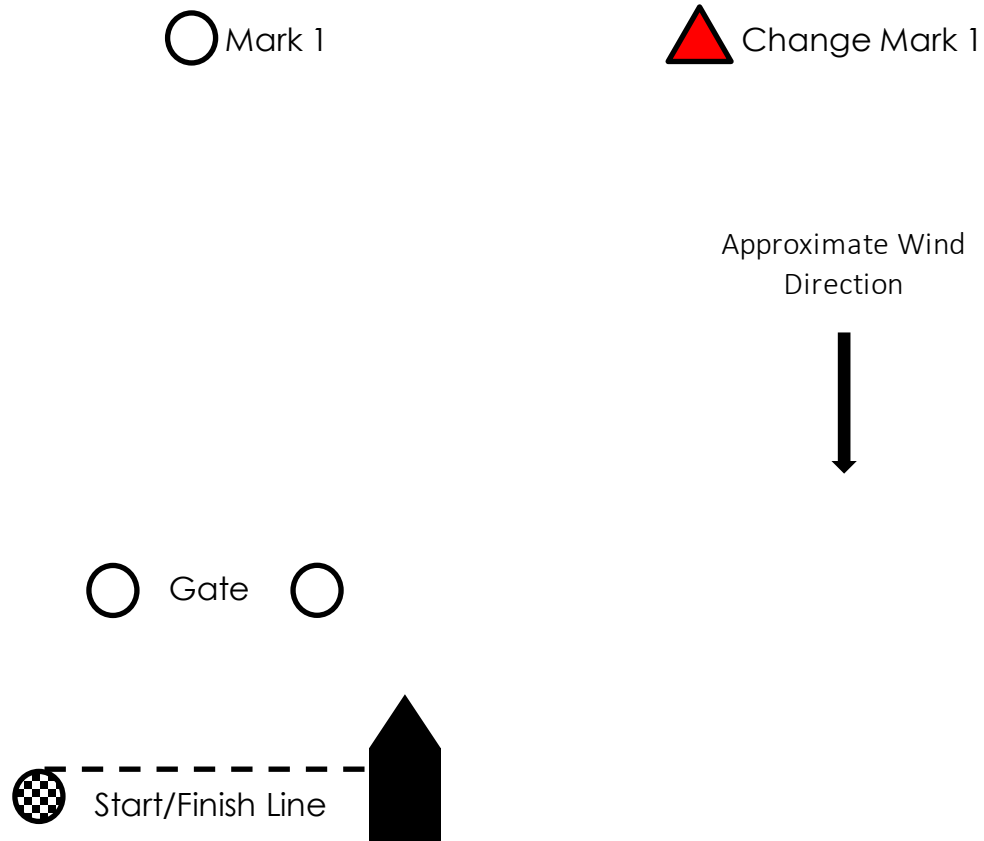 Mark 1
Change Mark 1
Approximate Wind
Direction
Gate
Start/Finish Line